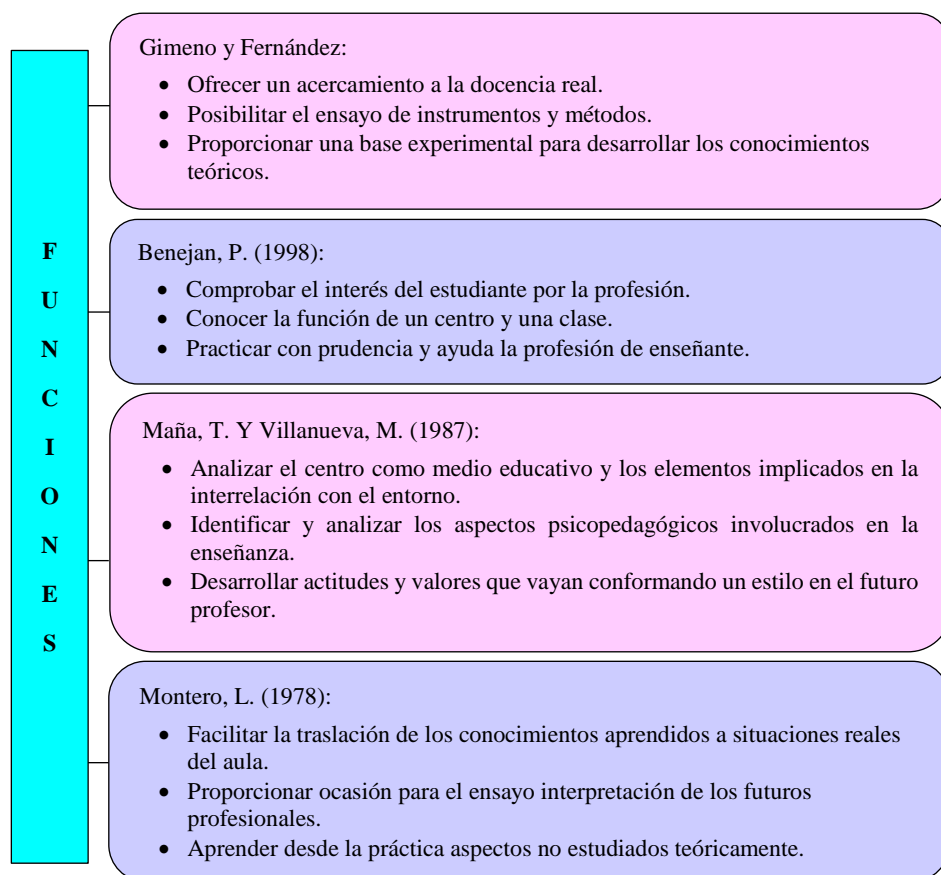 FUNCIONES
Gimeno y Fernández:
• Ofrecer un acercamiento a la docencia real.
• Posibilitar el ensayo de instrumentos y métodos.
• Proporcionar una base experimental para desarrollar los conocimientos
teóricos.
Benejan, P. (1998):
• Comprobar el interés del estudiante por la profesión.
• Conocer la función de un centro y una clase.
• Practicar con prudencia y ayuda la profesión de enseñante.
Maña, T. Y Villanueva, M. (1987):
• Analizar el centro como medio educativo y los elementos implicados en la
interrelación con el entorno.
• Identificar y analizar los aspectos psicopedagógicos involucrados en la
enseñanza.
• Desarrollar actitudes y valores que vayan conformando un estilo en el futuro
profesor.
Montero, L. (1978):
• Facilitar la traslación de los conocimientos aprendidos a situaciones reales
del aula.
• Proporcionar ocasión para el ensayo interpretación de los futuros
profesionales.
• Aprender desde la práctica aspectos no estudiados teóricamente.